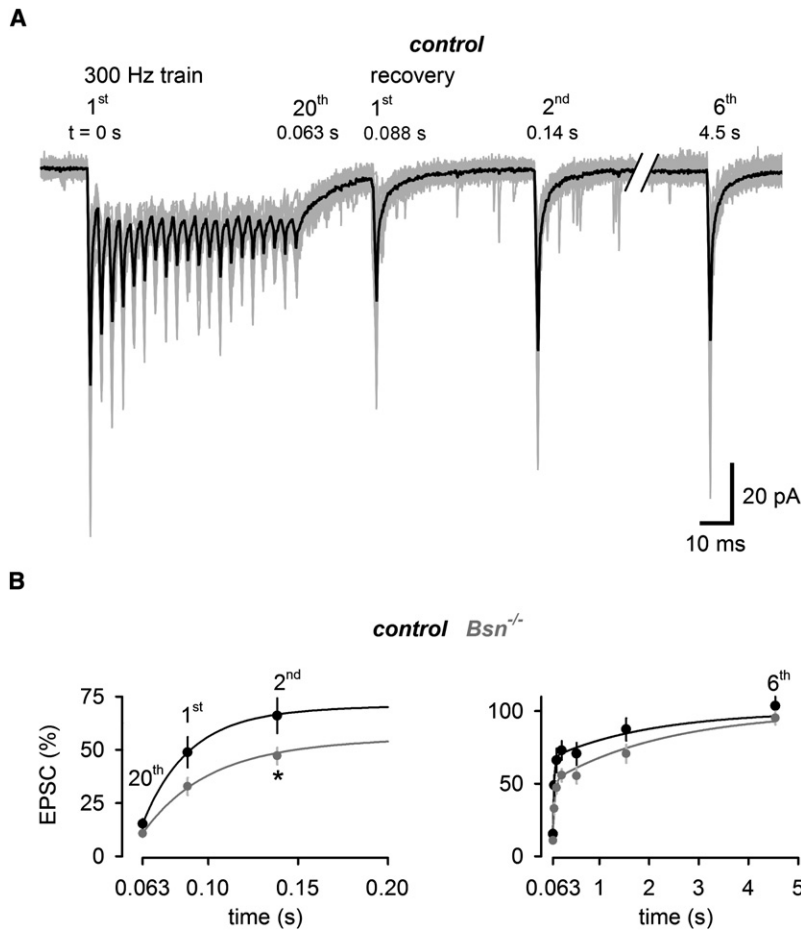 A
control
300 Hz train recovery
1st 20th 1st 2nd 6th
t = 0 s 0.063 s 0.088 s 0.14 s 4.5 s
20 pA
10 ms
B
control Bsn-/-
75
50
25
0
EPSC (%)
20th
1st
2nd
*
0.063 0.10 0.15 0.20
time (s)
100
50
0
6th
0.063 1 2 3 4 5
time (s)